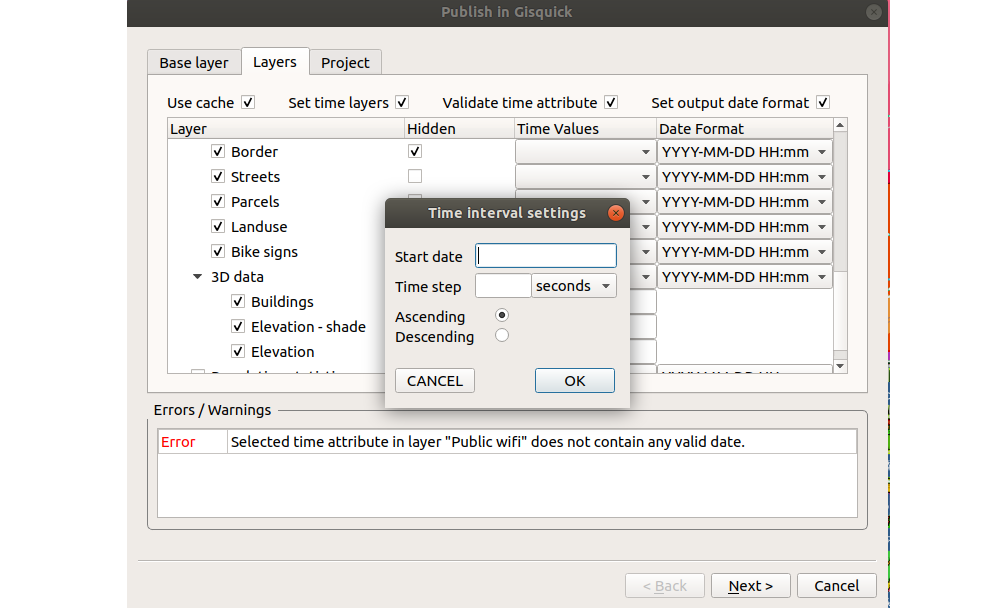 Publish in Gisquick
Base layer Layers Project
Use cache Set time layers Validate time attribute Set output date format
Layer Hidden Time Values Date Format
Border YYYY-MM-DD HH:mm
Streets YYYY-MM-DD HH:mm
Parcels YYYY-MM-DD HH:mm
Landuse YYYY-MM-DD HH:mm
Bike signs YYYY-MM-DD HH:mm
3D data YYYY-MM-DD HH:mm
Buildings
Elevation - shade
Elevation
Time interval settings
Start date
Time step seconds
Ascending
Descending
CANCEL OK
Errors / Warnings
Error Selected time attribute in layer "Public wifi" does not contain any valid date.
< Back Next > Cancel